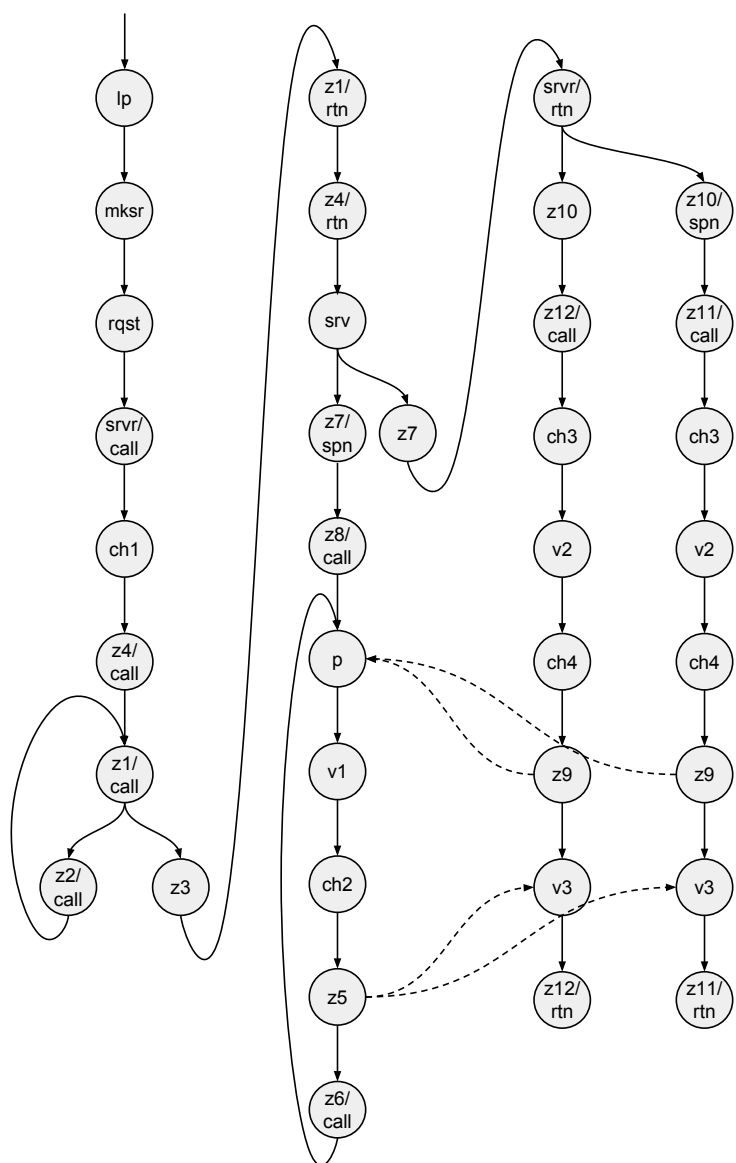 lp
mksr
rqst
srvr/
call
ch1
z4/
call
z1/
call
z2/
call
z3
z1/
rtn
z4/
rtn
srv
z7/
spn
z7
z8/
call
p
v1
ch2
z5
z6/
call
srvr/
rtn
z10
z12/
call
ch3
v2
ch4
z9
v3
z12/
rtn
z10/
spn
z11/
call
ch3
v2
ch4
z9
v3
z11/
rtn